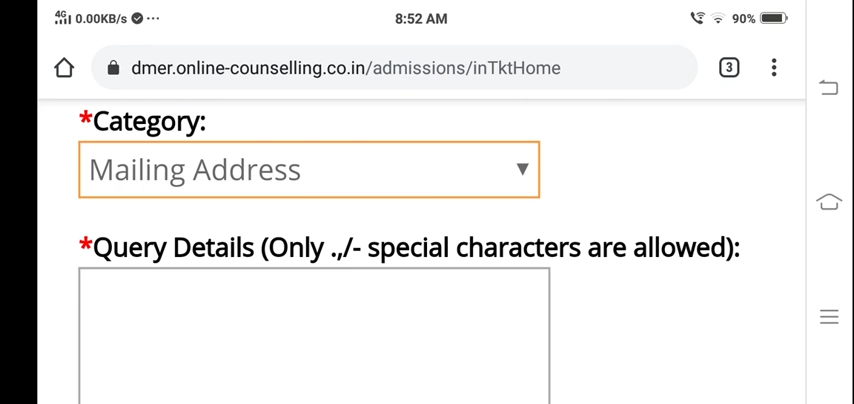 4G 0.00KB/s ... 8:52 AM 90%
dmer.online-counselling.co.in/admissions/inTktHome 3
*Category:
Mailing Address
*Query Details (Only .,/- special characters are allowed):